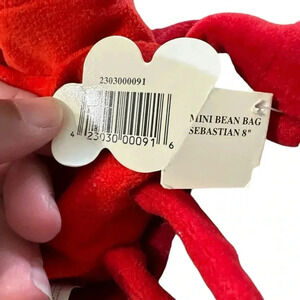 2303000091
4 23030 00091 6
MINI BEAN BAG
SEBASTIAN 8"